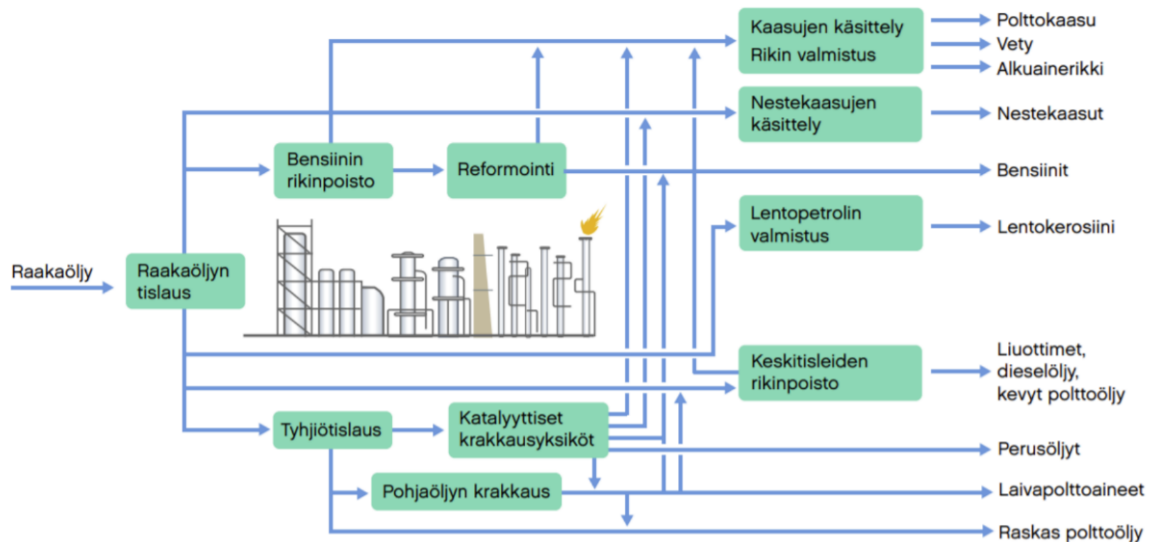 Kaasujen käsittely
Rikin valmistus
Polttokaasu
Vety
Alkuainerikki
Nestekaasujen
käsittely
Nestekaasut
Bensiinin
rikinpoisto
Reformointi
Bensiinit
Lentopetrolin
valmistus
Lentokerosiini
Raakaöljy
Raakaöljyn
tislaus
Keskitisleiden
rikinpoisto
Liuottimet,
dieselöljy,
kevyt polttoöljy
Tyhjiötislaus
Katalyyttiset
krakkausyksiköt
Perusöljyt
Pohjaöljyn krakkaus
Laivapolttoaineet
Raskas polttoöljy